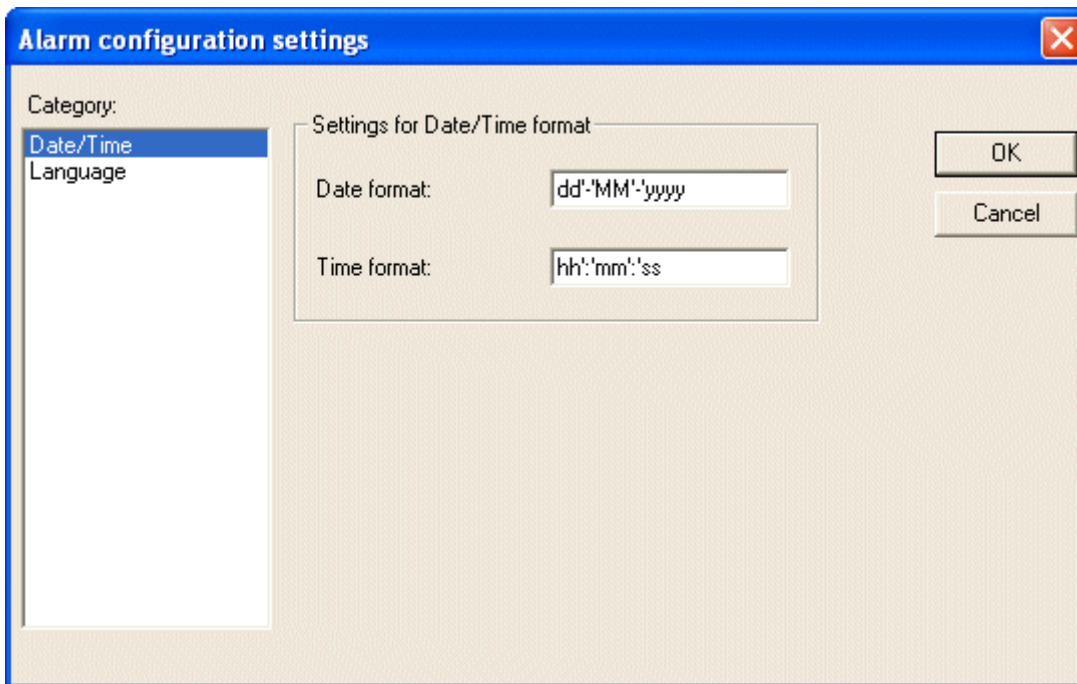 Alarm configuration settings
Category:
Date/Time
Language
Settings for Date/Time format
Date format:
dd'-'MM'-'yyyy
Time format:
hh':'mm':'ss
OK
Cancel